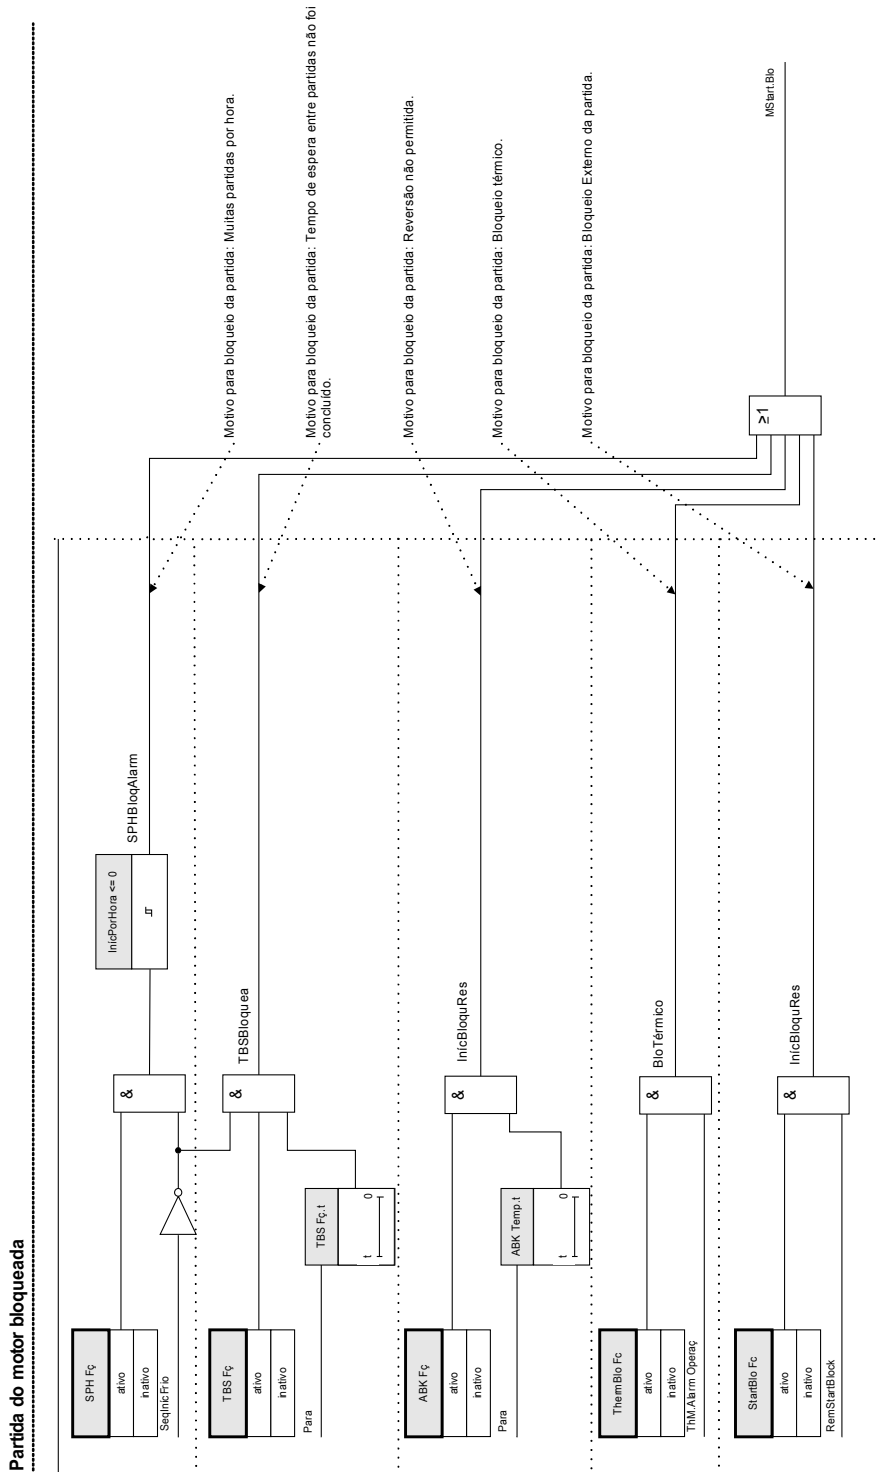 Partida do motor bloqueada
SPH Fç
ativo
inativo
SeqInicFrio
&
InicPorHora <= 0
SPHBloqAlarm
Motivo para bloqueio da partida: Muitas partidas por hora.
TBS Fç
ativo
inativo
Para
TBS Fç.t
t
0
&
TBSBloquea
Motivo para bloqueio da partida: Tempo de espera entre partidas não foi
concluído.
ABK Fç
ativo
inativo
Para
ABK Temp.t
t
0
&
InícBloquRes
Motivo para bloqueio da partida: Reversão não permitida.
ThermBlo Fc
ativo
inativo
ThM.Alarm Operaç
&
BloTérmico
Motivo para bloqueio da partida: Bloqueio térmico.
StartBlo Fc
ativo
inativo
RemStartBlock
&
InícBloquRes
Motivo para bloqueio da partida: Bloqueio Externo da partida.
≥1
MStart.Blo